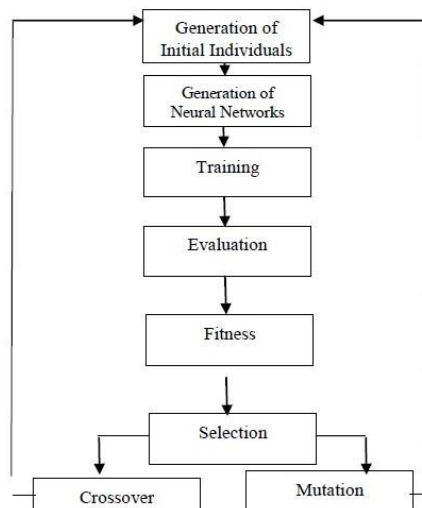 Generation of
Initial Individuals
Generation of
Neural Networks
Training
Evaluation
Fitness
Selection
Crossover
Mutation